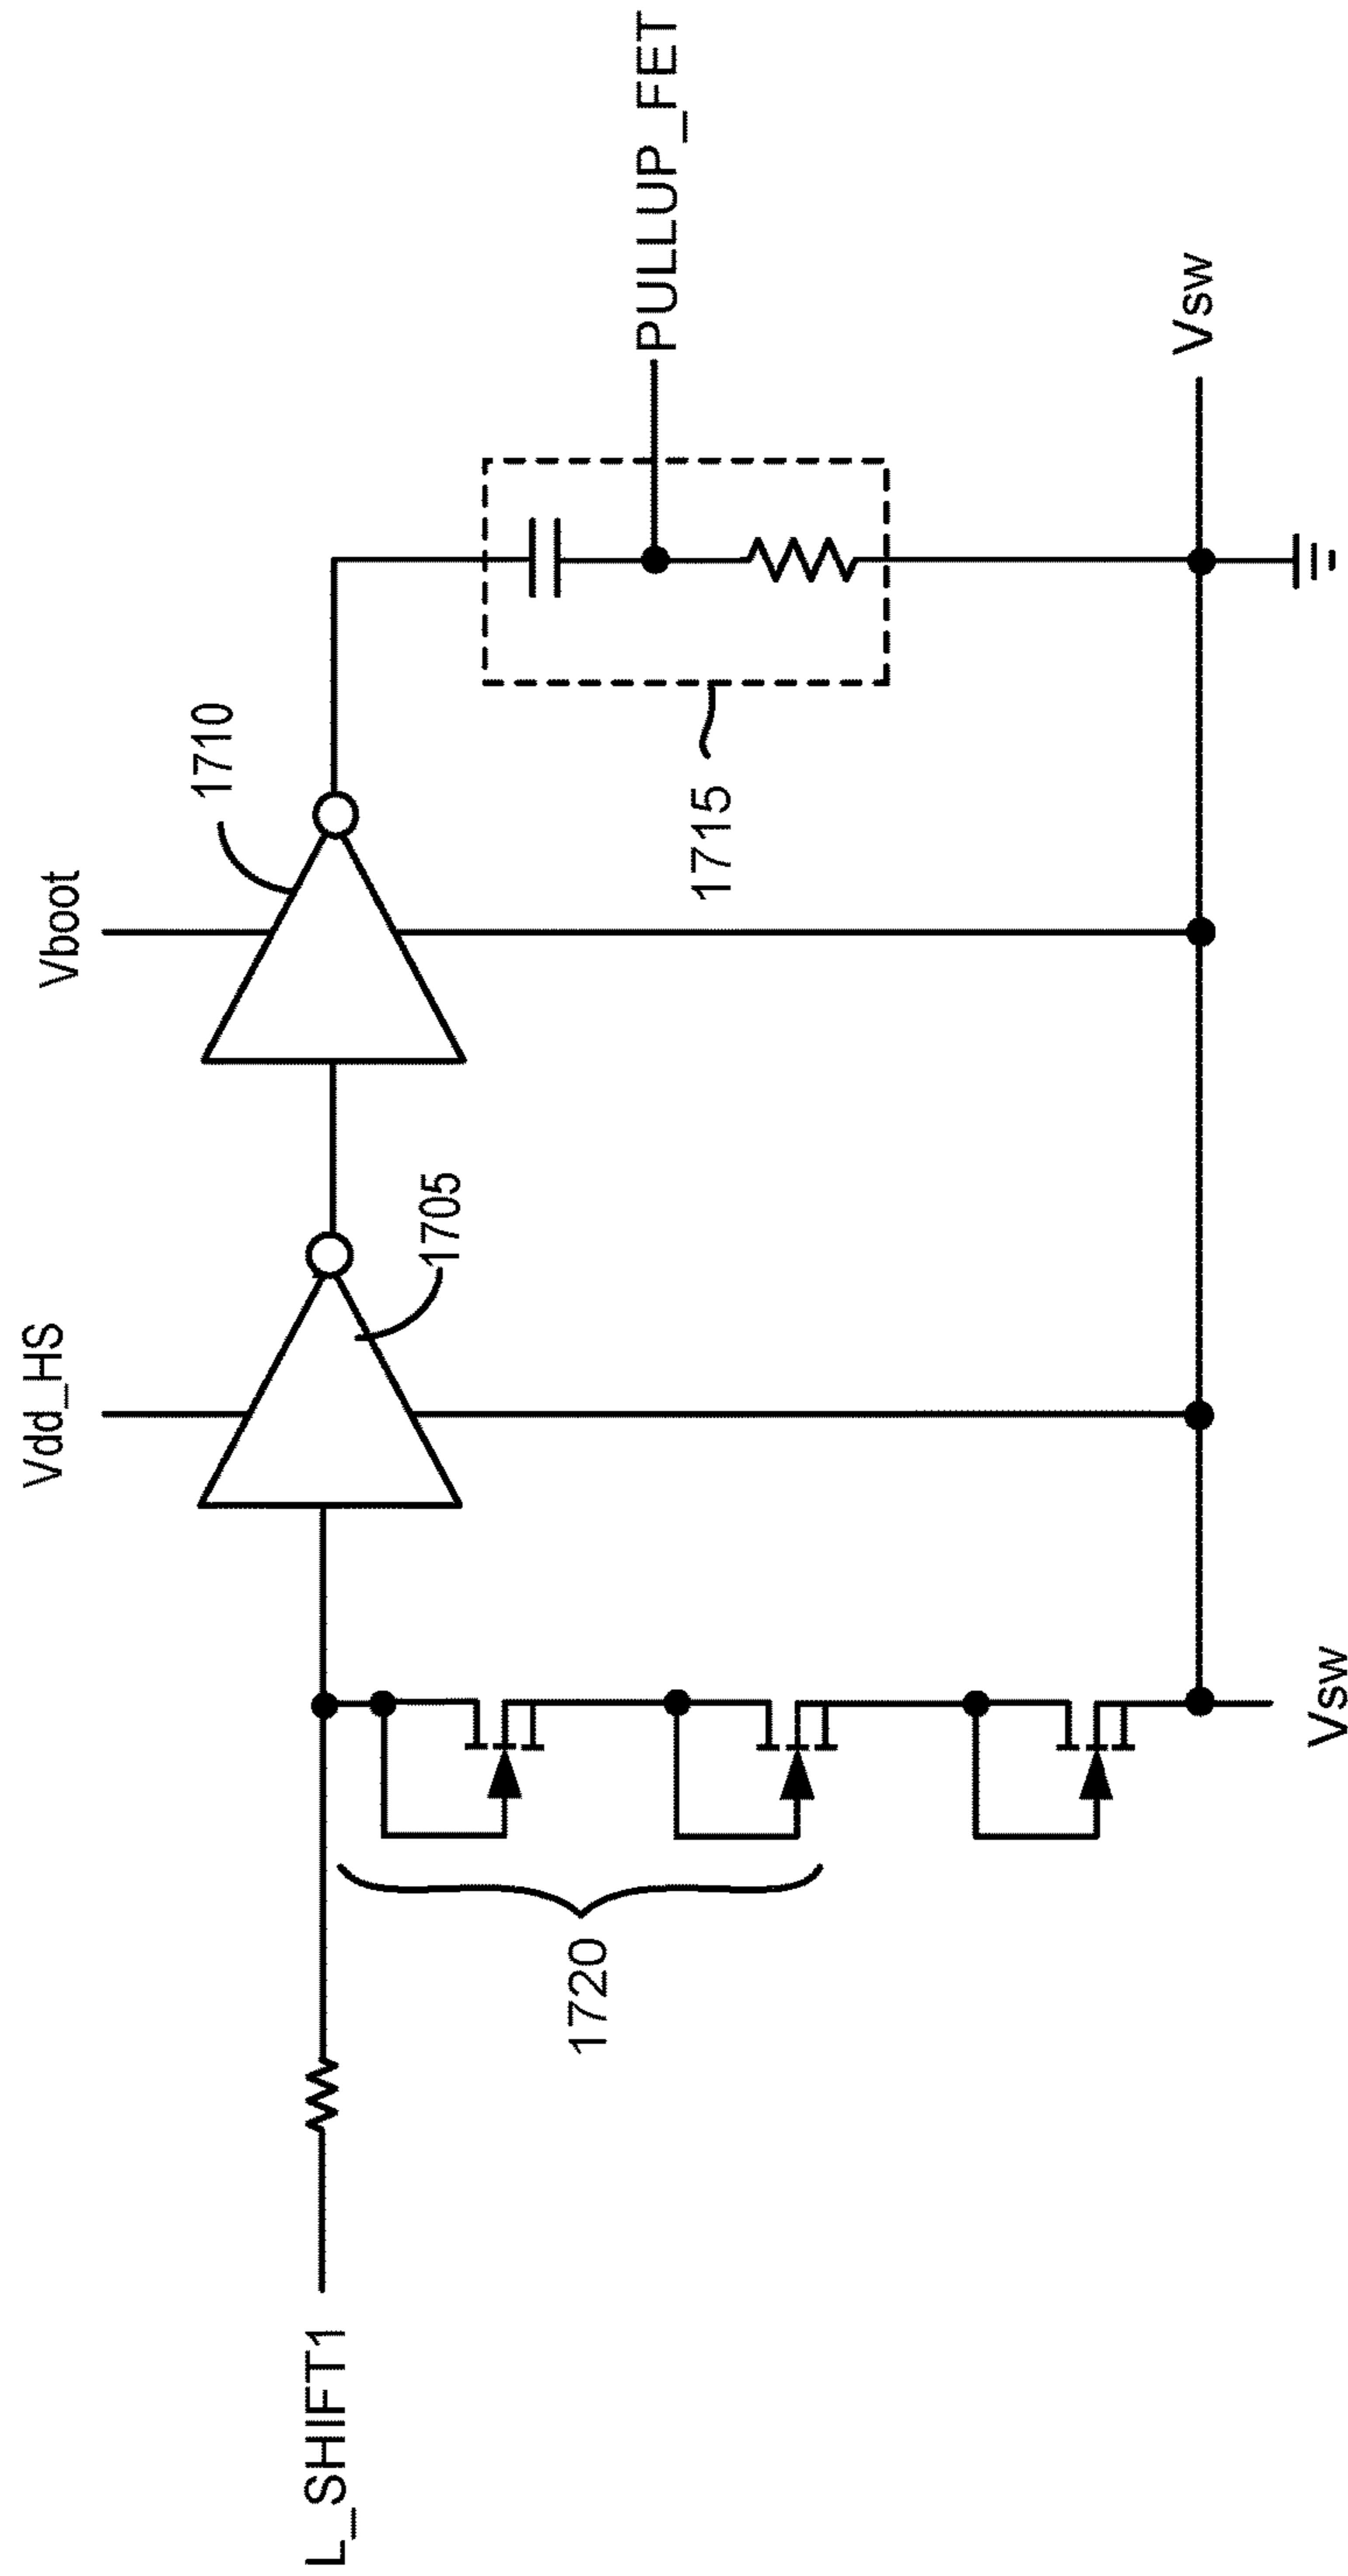 Vdd_HS
Vboot
1710
L_SHIFT1
1705
PULLUP_FET
1720
1715
Vsw
Vsw